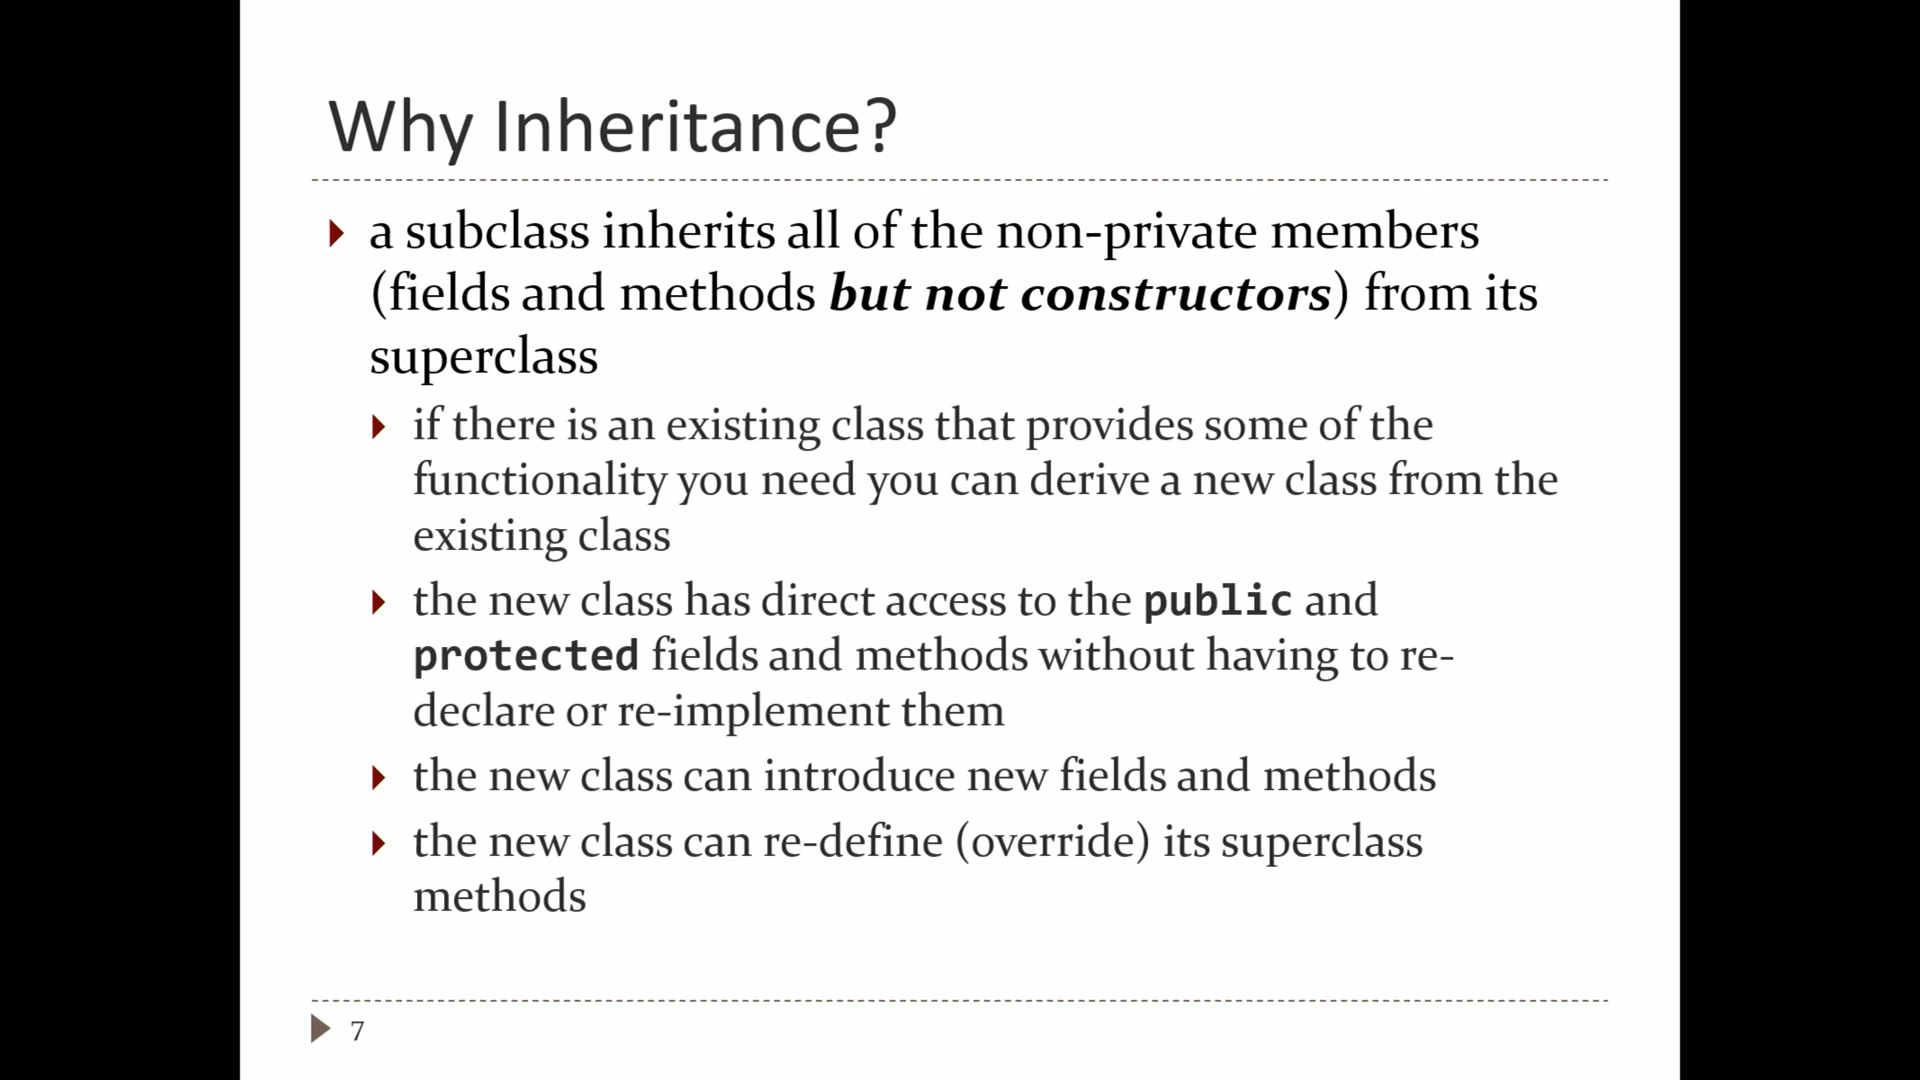 Why Inheritance?
a subclass inherits all of the non-private members
(fields and methods but not constructors) from its
superclass
if there is an existing class that provides some of the
functionality you need you can derive a new class from the
existing class
the new class has direct access to the public and
protected fields and methods without having to re-
declare or re-implement them
the new class can introduce new fields and methods
the new class can re-define (override) its superclass
methods
7